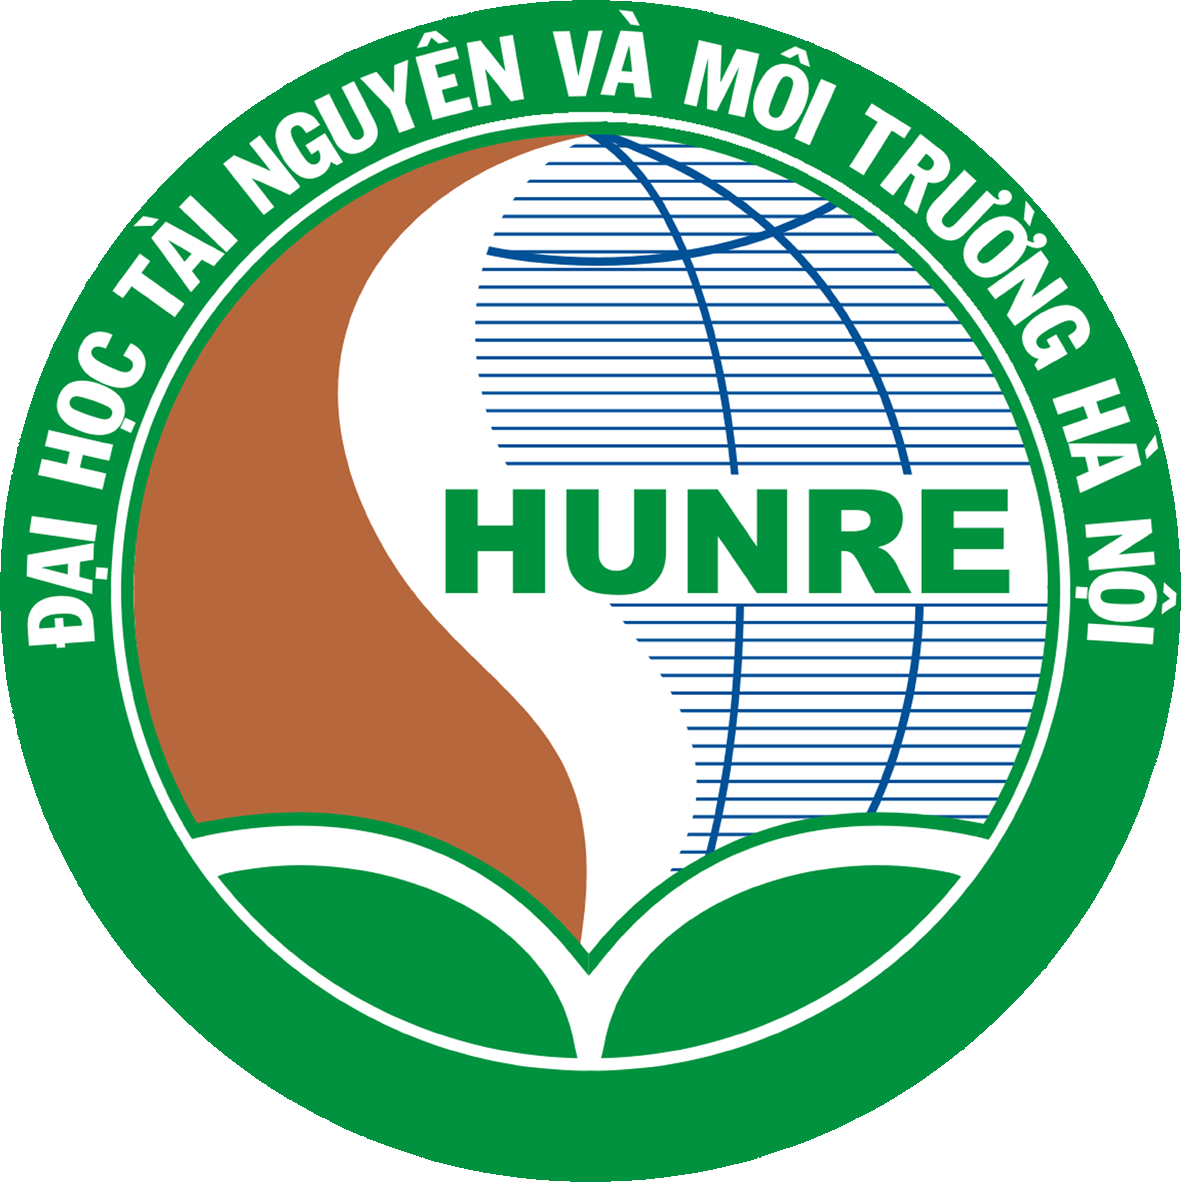 ĐẠI HỌC TÀI NGUYÊN VÀ MÔI TRƯỜNG HÀ NỘI
HUNRE